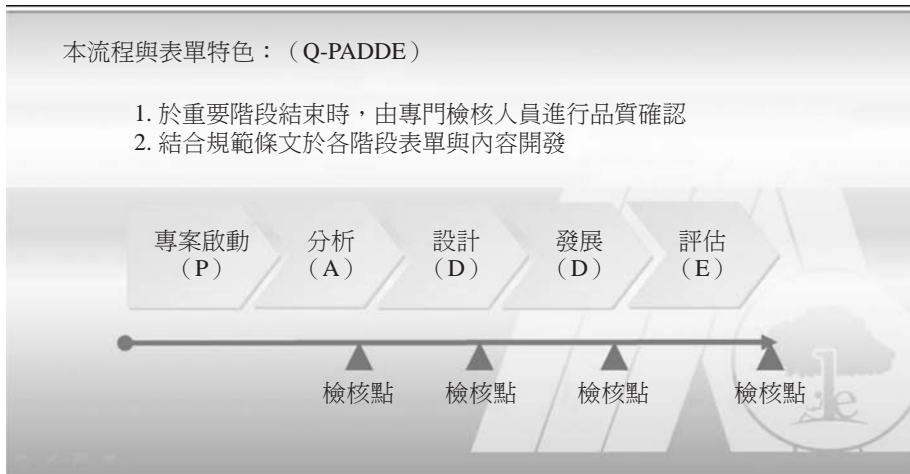 本流程與表單特色：（Q-PADDE）
1. 於重要階段結束時，由專門檢核人員進行品質確認
2. 結合規範條文於各階段表單與內容開發
專案啟動
（P）
分析
（A）
設計
（D）
發展
（D）
評估
（E）
檢核點
檢核點
檢核點
檢核點